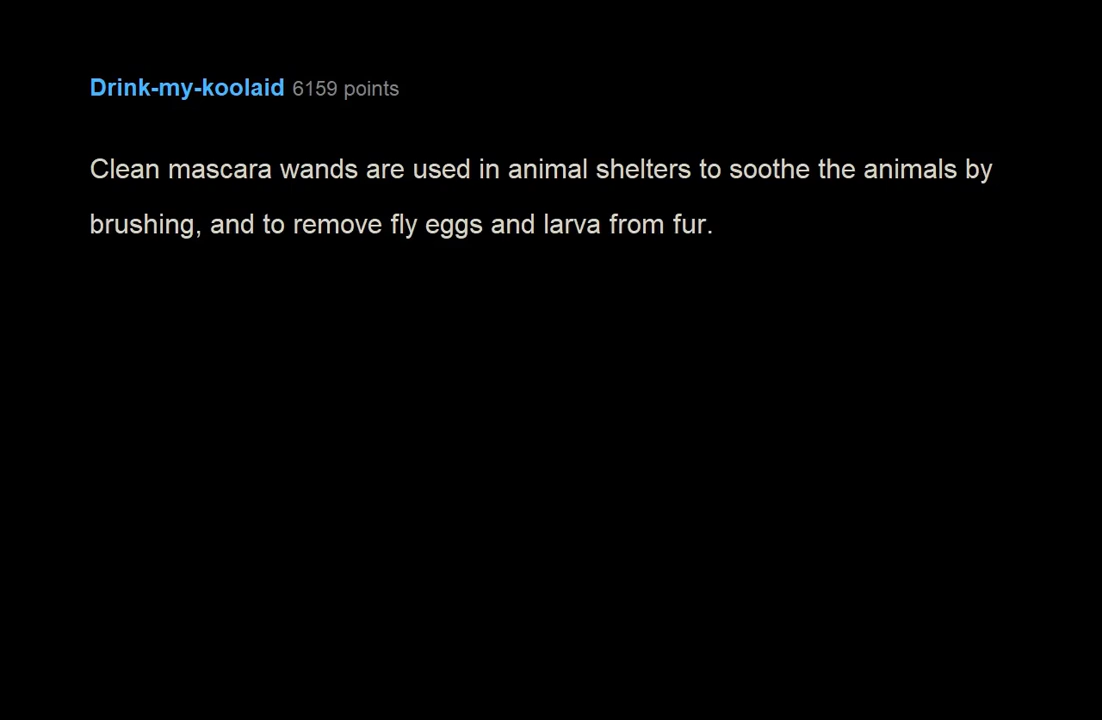 Drink-my-koolaid 6159 points
Clean mascara wands are used in animal shelters to soothe the animals by
brushing, and to remove fly eggs and larva from fur.